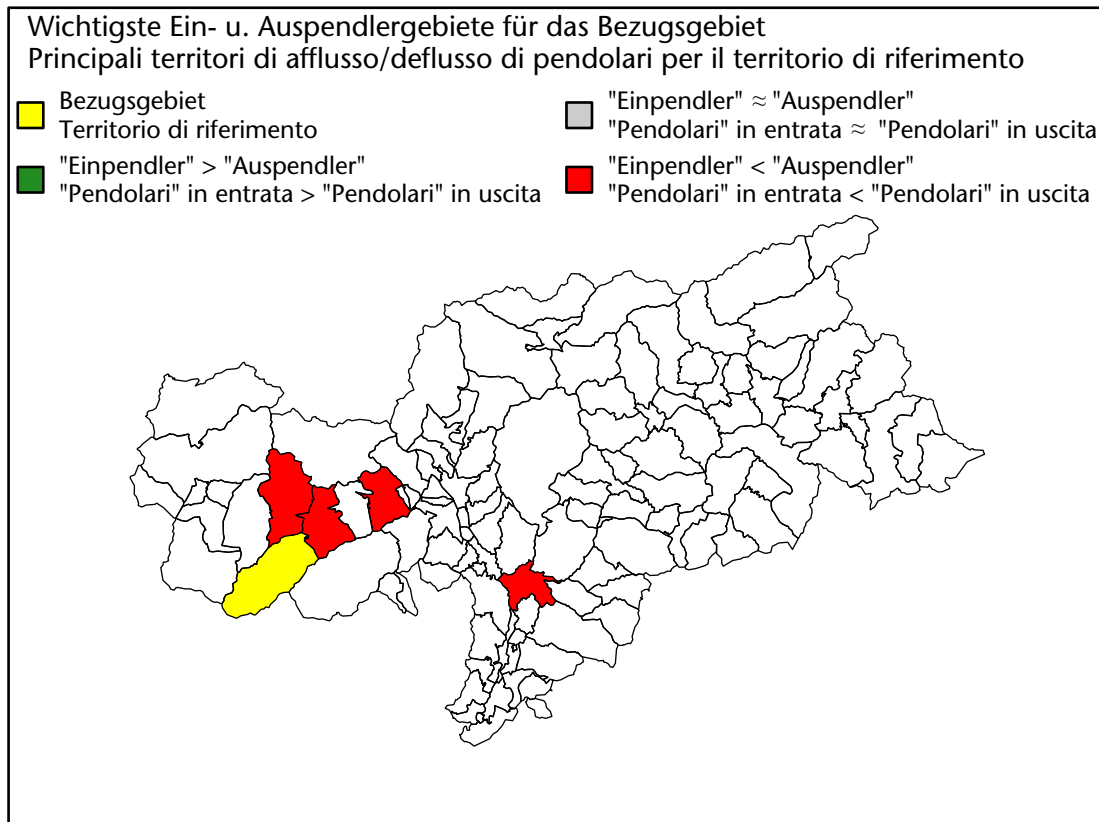 Wichtigste Ein- u. Auspendlergebiete für das Bezugsgebiet
Principali territori di afflusso/deflusso di pendolari per il territorio di riferimento
Bezugsgebiet
Territorio di riferimento
"Einpendler" > "Auspendler"
"Pendolari" in entrata > "Pendolari" in uscita
"Einpendler" ≈ "Auspendler"
"Pendolari" in entrata ≈ "Pendolari" in uscita
"Einpendler" < "Auspendler"
"Pendolari" in entrata < "Pendolari" in uscita